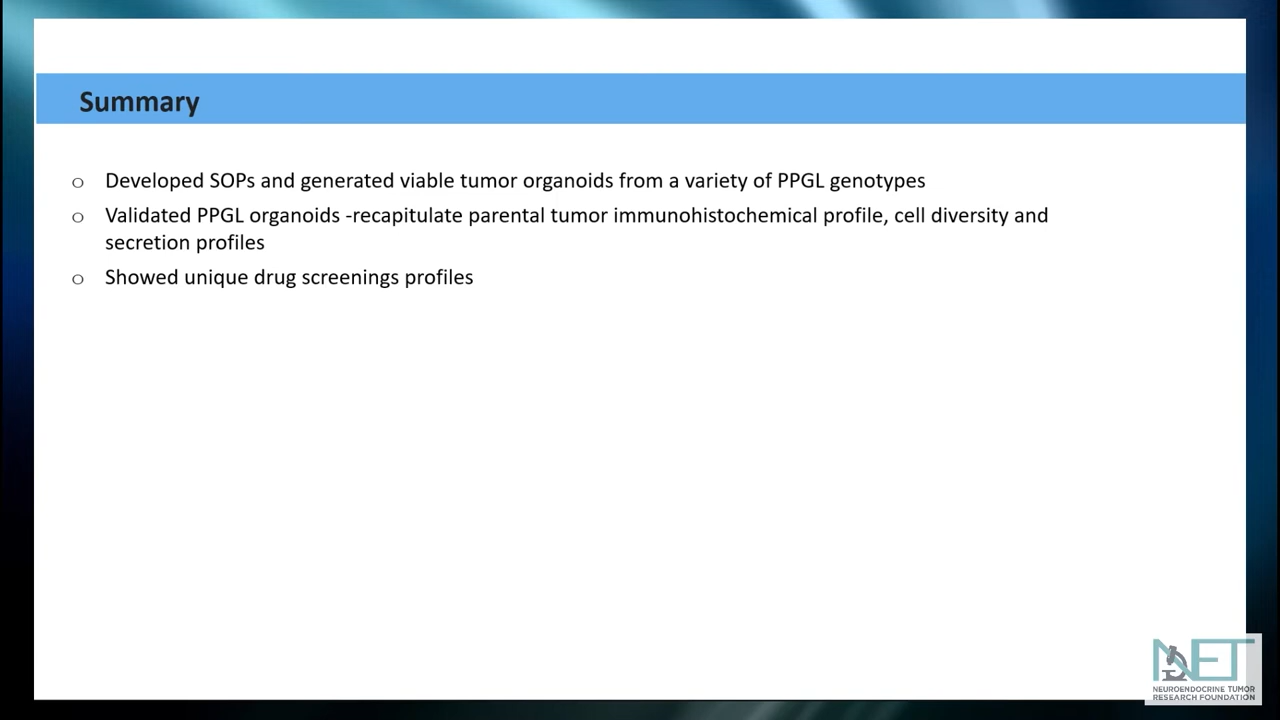 Summary
o Developed SOPs and generated viable tumor organoids from a variety of PPGL genotypes
o Validated PPGL organoids -recapitulate parental tumor immunohistochemical profile, cell diversity and
secretion profiles
o Showed unique drug screenings profiles
NET
NEUROENDOCRINE TUMOR
RESEARCH FOUNDATION